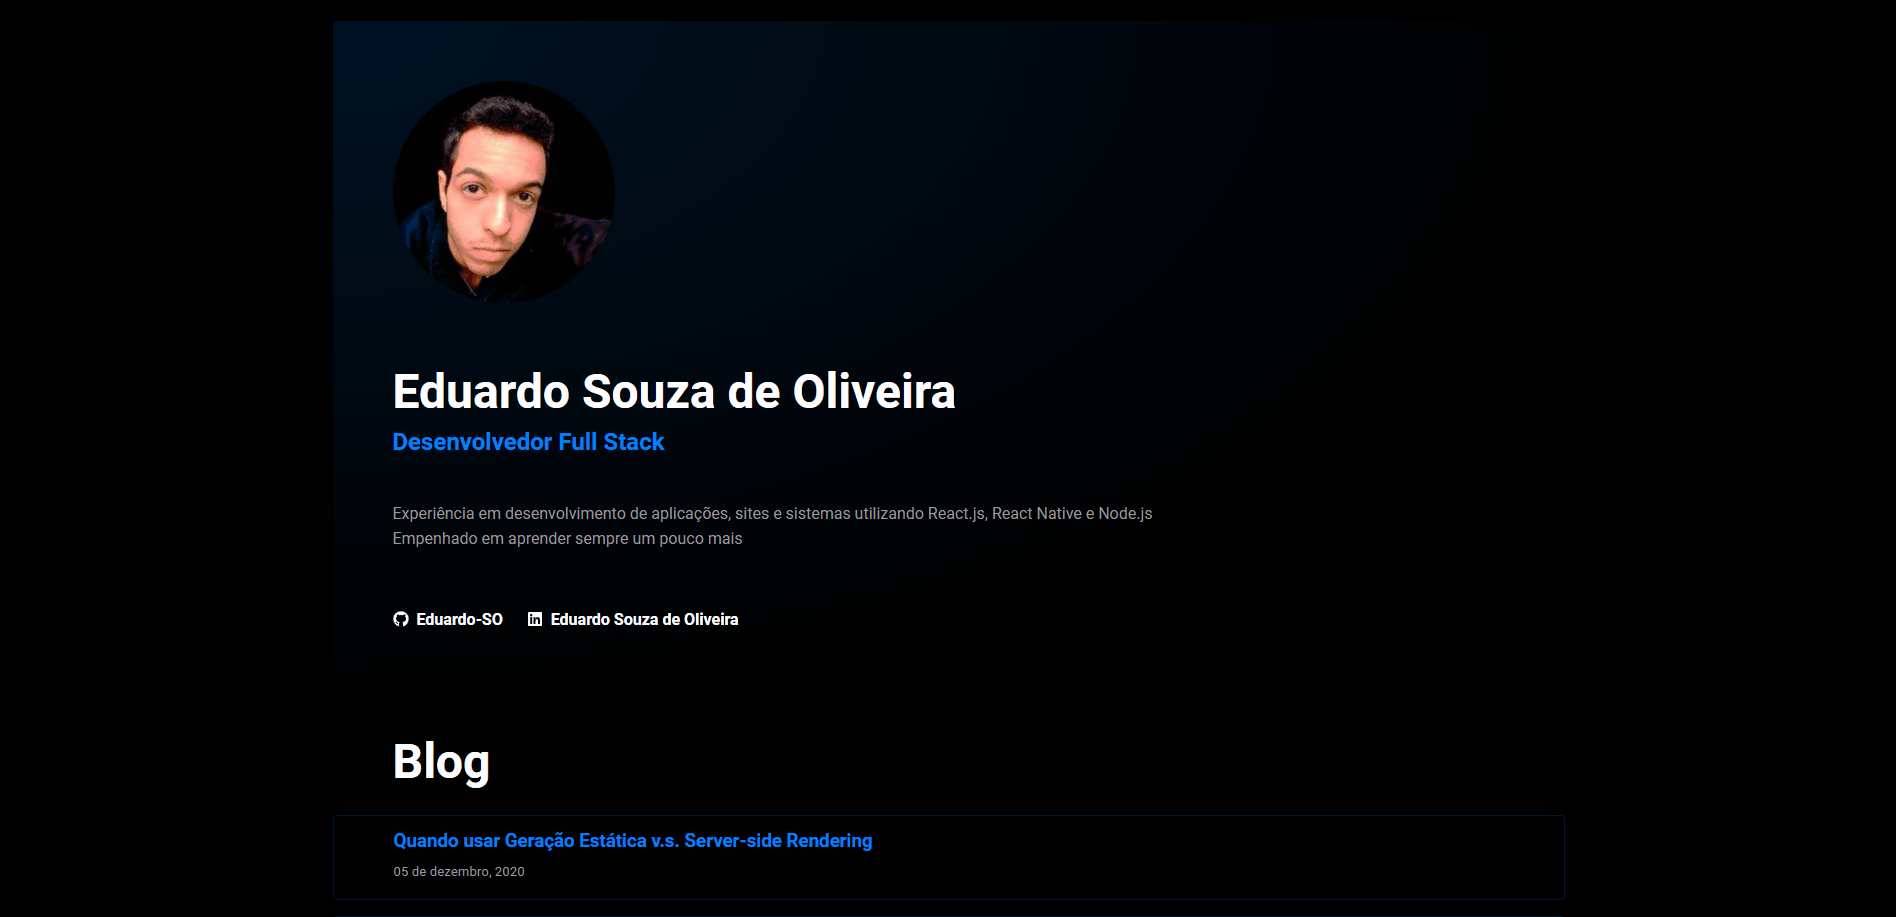 Eduardo Souza de Oliveira
Desenvolvedor Full Stack
Experiência em desenvolvimento de aplicações, sites e sistemas utilizando React.js, React Native e Node.js
Empenhado em aprender sempre um pouco mais
Eduardo-SO Eduardo Souza de Oliveira
Blog
Quando usar Geração Estática v.s. Server-side Rendering
05 de dezembro, 2020